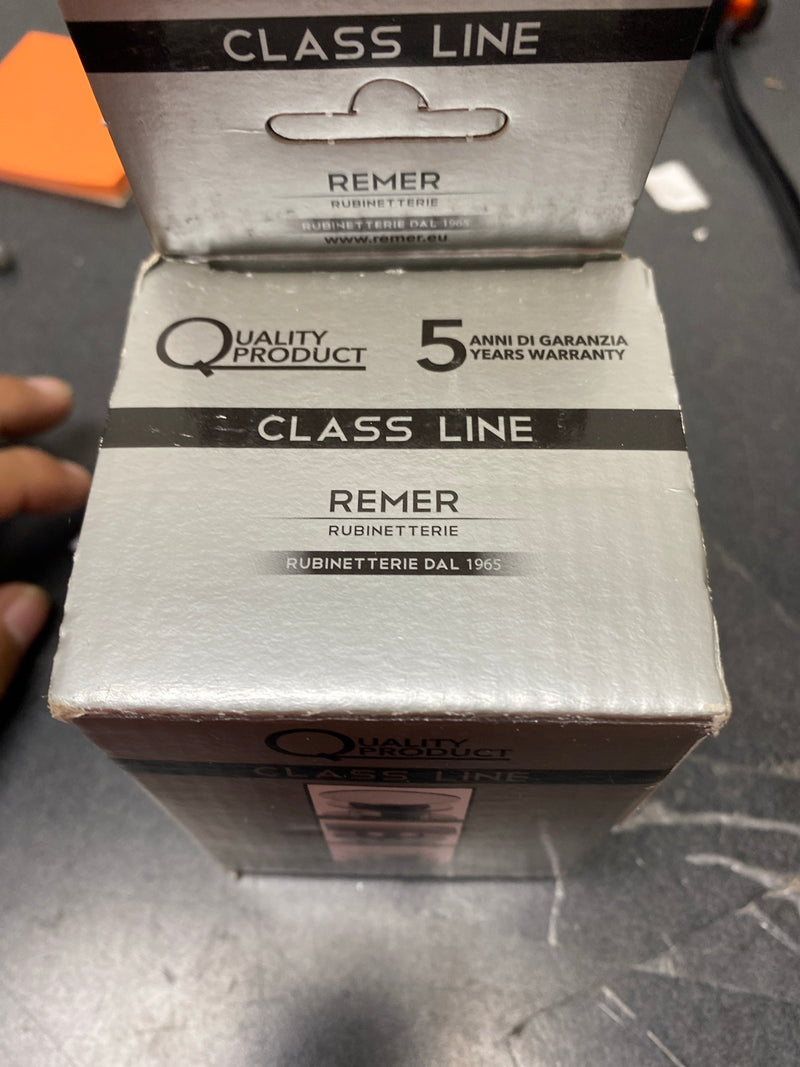 CLASS LINE
REMER
RUBINETTERIE
RUBINETTERIE DAL 1965
www.remer.eu
QUALITY
PRODUCT
5 ANNI DI GARANZIA
YEARS WARRANTY
CLASS LINE
REMER
RUBINETTERIE
RUBINETTERIE DAL 1965
QUALITY
PRODUCT
CLASS LINE